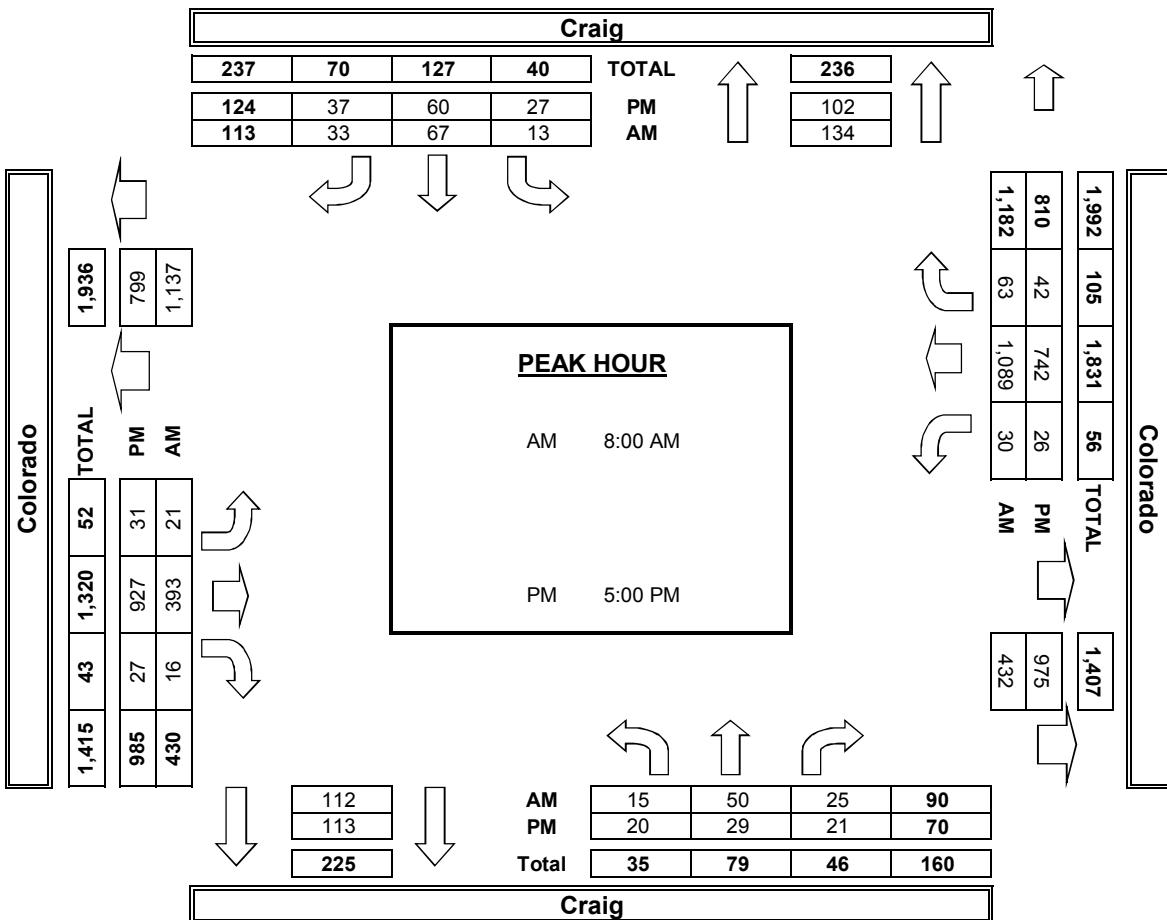 Craig
237 70 127 40 TOTAL 236
124 37 60 27 PM 102
113 33 67 13 AM 134
Colorado
1,936 799 1,137
TOTAL PM AM
52 31 21
1,320 927 393
43 27 16
1,415 985 430
PEAK HOUR
AM 8:00 AM
PM 5:00 PM
1,182 810 1,992
63 42 105
1,089 742 1,831
30 26 56
AM PM TOTAL
432 975 1,407
Colorado
112 AM 15 50 25 90
113 PM 20 29 21 70
225 Total 35 79 46 160
Craig